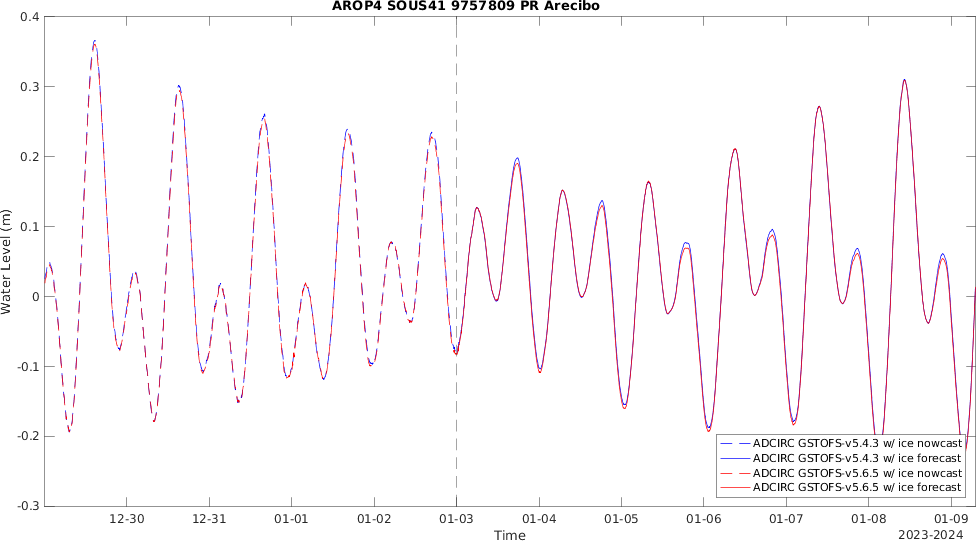 AROP4 SOUS41 9757809 PR Arecibo
Water Level (m)
0.4
0.3
0.2
0.1
0
-0.1
-0.2
-0.3
ADCIRC GSTOFS-v5.4.3 w/ ice nowcast
ADCIRC GSTOFS-v5.4.3 w/ ice forecast
ADCIRC GSTOFS-v5.6.5 w/ ice nowcast
ADCIRC GSTOFS-v5.6.5 w/ ice forecast
12-30 12-31 01-01 01-02 01-03 01-04 01-05 01-06 01-07 01-08 01-09
Time
2023-2024